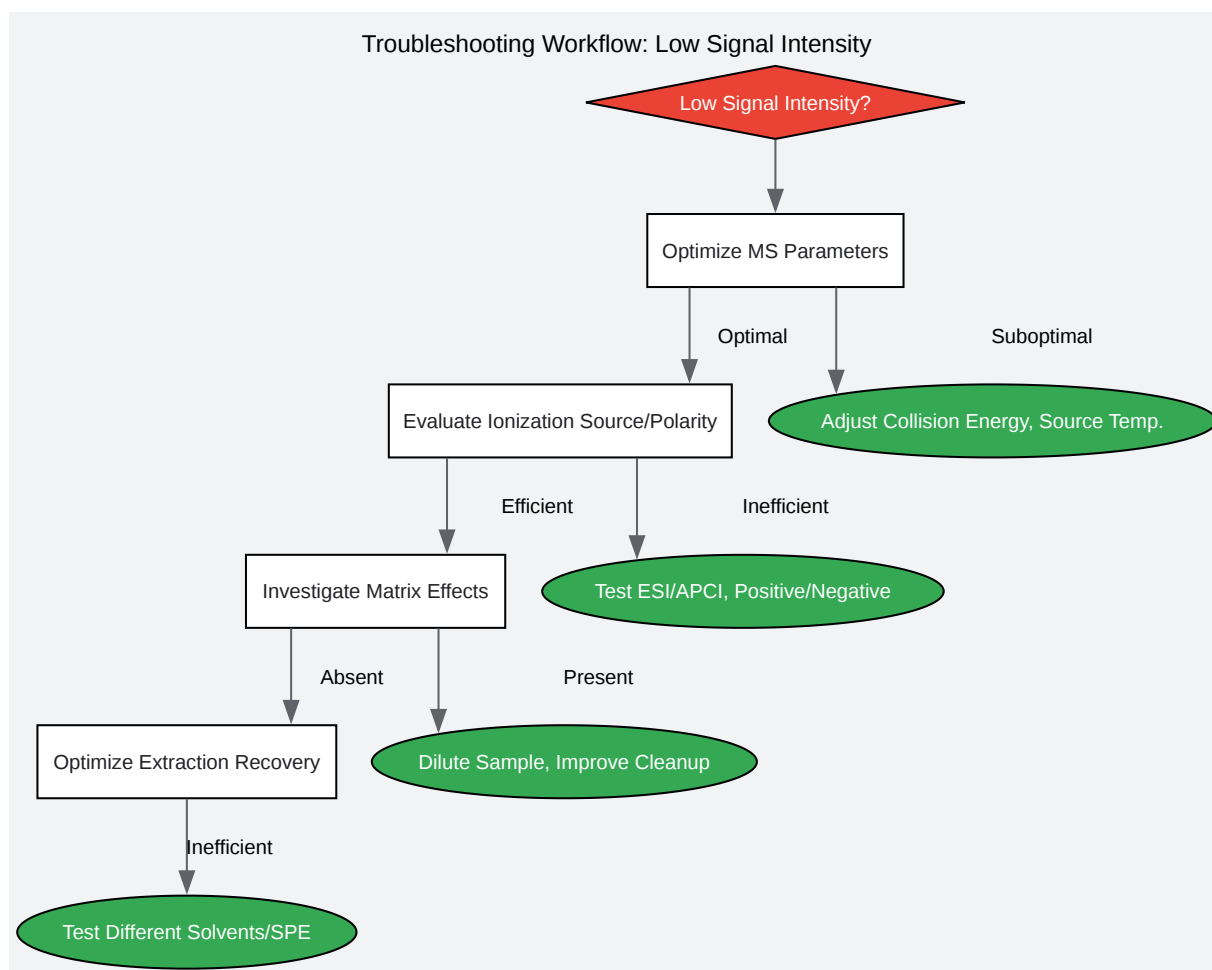 Troubleshooting Workflow: Low Signal Intensity
Low Signal Intensity?
Optimize MS Parameters
Optimal
Suboptimal
Evaluate Ionization Source/Polarity
Adjust Collision Energy, Source Temp.
Efficient
Inefficient
Investigate Matrix Effects
Test ESI/APCI, Positive/Negative
Absent
Present
Optimize Extraction Recovery
Dilute Sample, Improve Cleanup
Inefficient
Test Different Solvents/SPE